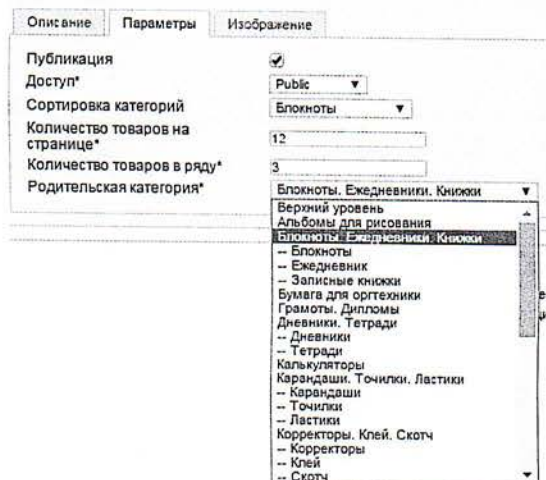 Описание Параметры Изображение
Публикация
Доступ* Public
Сортировка категорий Блокноты
Количество товаров на
странице* 12
Количество товаров в ряду* 3
Родительская категория* Блокноты. Ежедневники. Книжки
Верхний уровень
Альбомы для рисования
Блокноты. Ежедневники. Книжки
-- Блокноты
-- Ежедневник
-- Записные книжки
Бумага для оргтехники
Грамоты. Дипломы
Дневники. Тетради
-- Дневники
-- Тетради
Калькуляторы
Карандаши. Точилки. Ластики
-- Карандаши
-- Точилки
-- Ластики
Корректоры. Клей. Скотч
-- Корректоры
-- Клей
-- Скотч